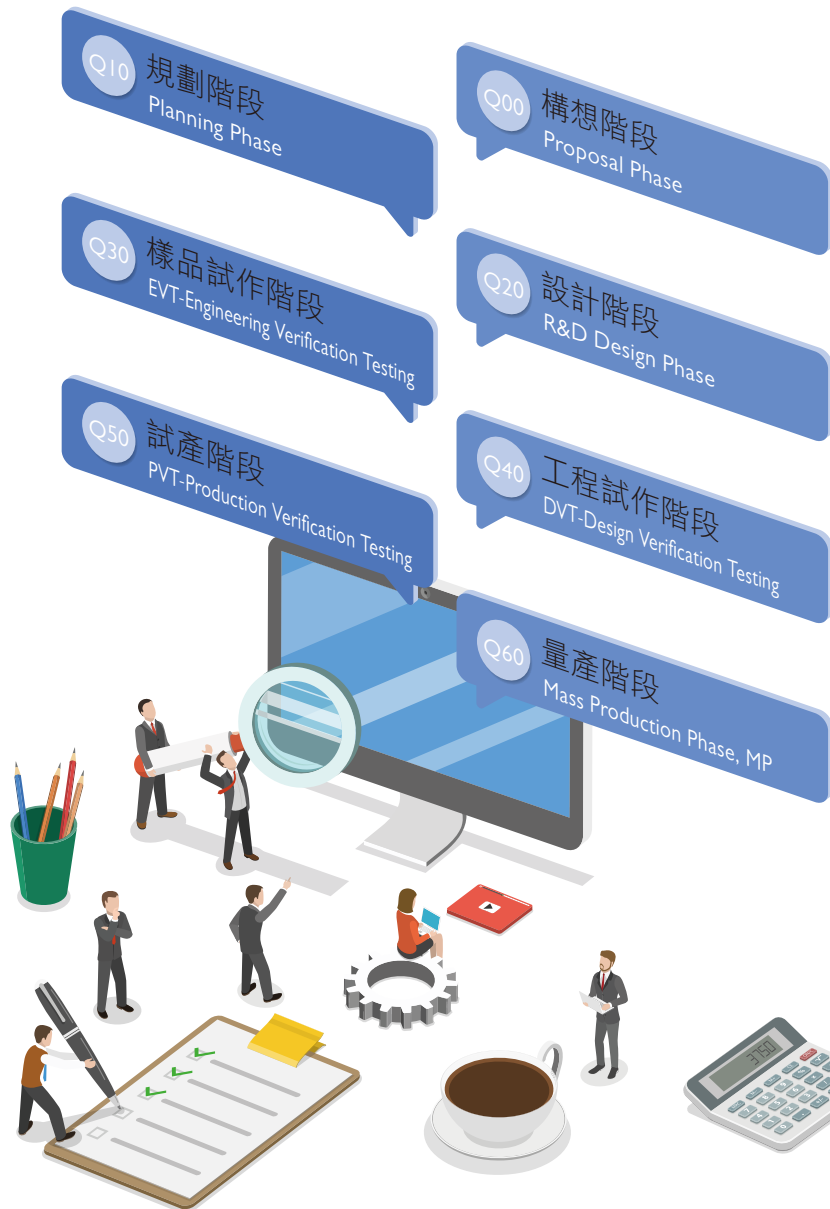 Q00
構想階段
Proposal Phase
Q10
規劃階段
Planning Phase
Q20
設計階段
R&D Design Phase
Q30
樣品試作階段
EVT-Engineering Verification Testing
Q40
工程試作階段
DVT-Design Verification Testing
Q50
試產階段
PVT-Production Verification Testing
Q60
量產階段
Mass Production Phase, MP
3750